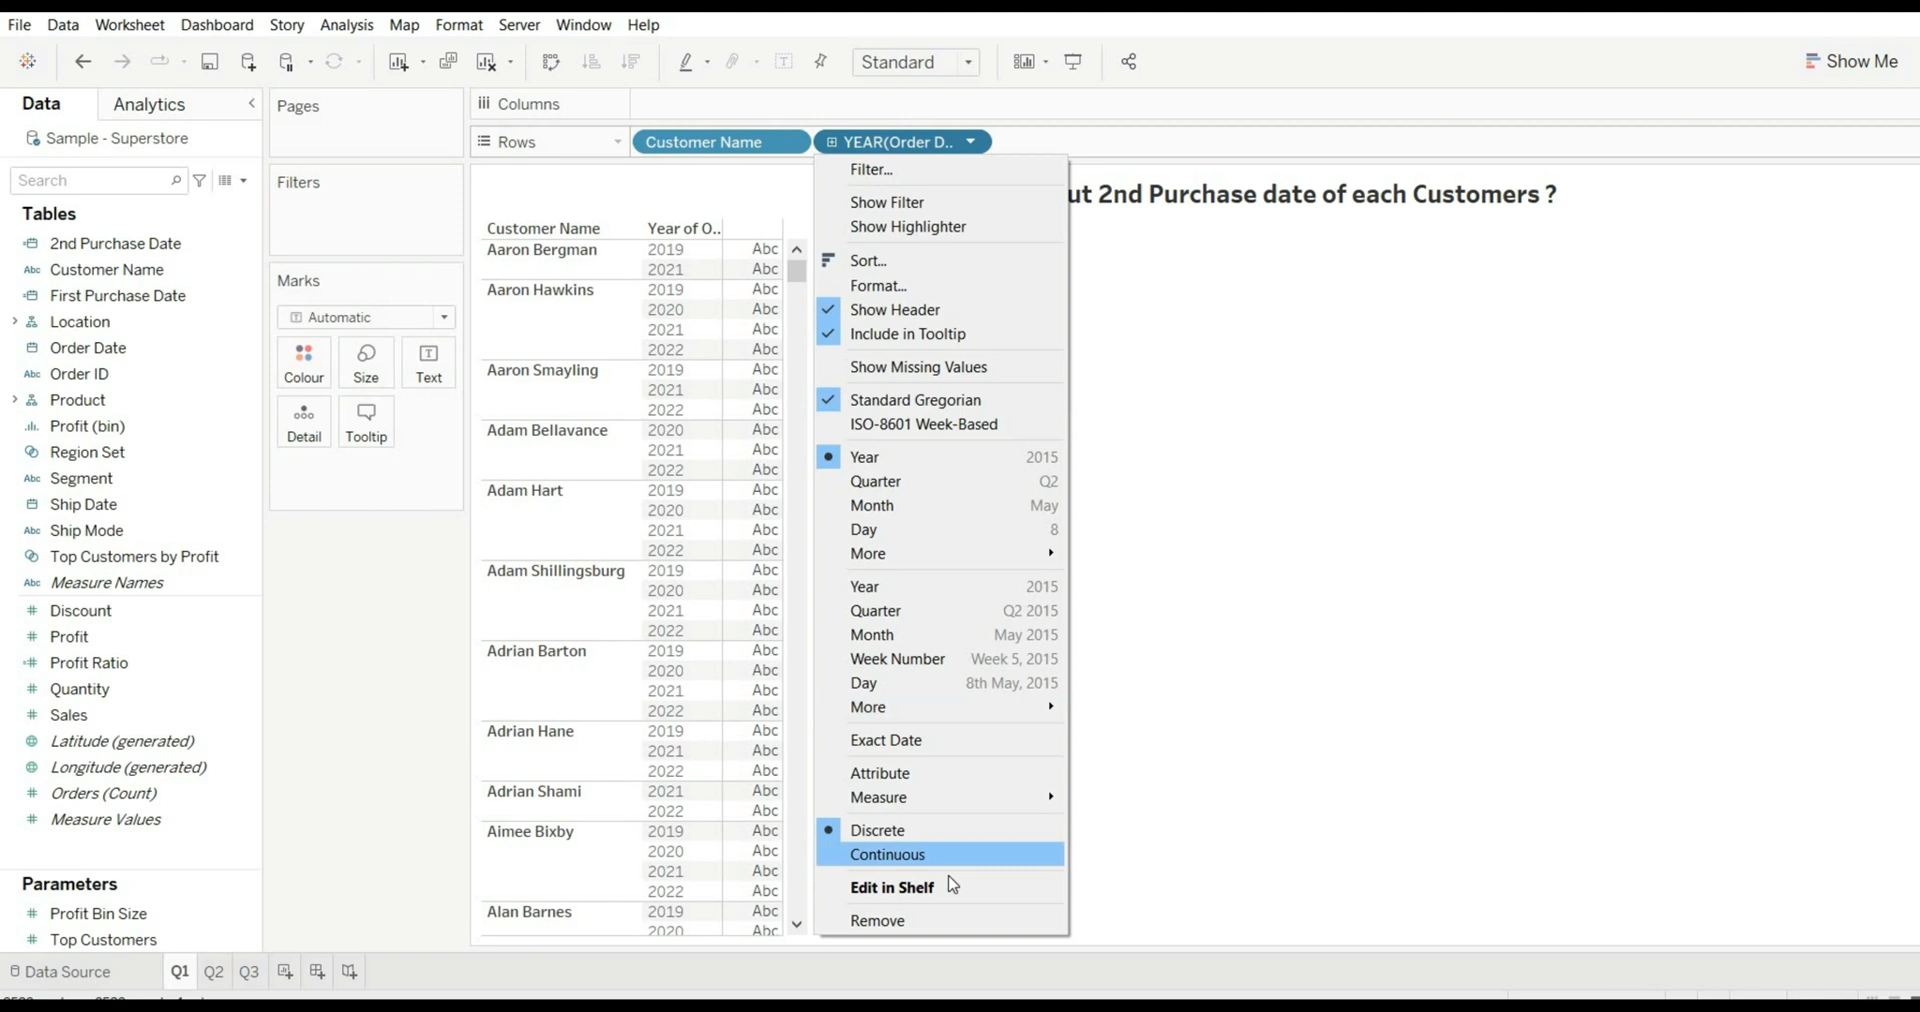 File Data Worksheet Dashboard Story Analysis Map Format Server Window Help
Standard
Show Me
Data Analytics
Sample - Superstore
Search
Tables
2nd Purchase Date
Abc Customer Name
First Purchase Date
Location
Order Date
Abc Order ID
Product
Profit (bin)
Region Set
Abc Segment
Ship Date
Abc Ship Mode
Top Customers by Profit
Abc Measure Names
# Discount
# Profit
=# Profit Ratio
# Quantity
# Sales
Latitude (generated)
Longitude (generated)
# Orders (Count)
# Measure Values
Parameters
# Profit Bin Size
# Top Customers
Pages
Filters
Marks
Automatic
Colour Size Text
Detail Tooltip
Columns
Rows Customer Name YEAR(Order D..
ut 2nd Purchase date of each Customers ?
Customer Name Year of O..
Aaron Bergman 2019 Abc
2021 Abc
Aaron Hawkins 2019 Abc
2020 Abc
2021 Abc
2022 Abc
Aaron Smayling 2019 Abc
2021 Abc
2022 Abc
Adam Bellavance 2020 Abc
2021 Abc
2022 Abc
Adam Hart 2019 Abc
2020 Abc
2021 Abc
2022 Abc
Adam Shillingsburg 2019 Abc
2020 Abc
2021 Abc
2022 Abc
Adrian Barton 2019 Abc
2020 Abc
2021 Abc
2022 Abc
Adrian Hane 2019 Abc
2021 Abc
2022 Abc
Adrian Shami 2021 Abc
2022 Abc
Aimee Bixby 2019 Abc
2020 Abc
2021 Abc
2022 Abc
Alan Barnes 2019 Abc
2020 Abc
Filter...
Show Filter
Show Highlighter
Sort...
Format...
Show Header
Include in Tooltip
Show Missing Values
Standard Gregorian
ISO-8601 Week-Based
Year 2015
Quarter Q2
Month May
Day 8
More
Year 2015
Quarter Q2 2015
Month May 2015
Week Number Week 5, 2015
Day 8th May, 2015
More
Exact Date
Attribute
Measure
Discrete
Continuous
Edit in Shelf
Remove
Data Source Q1 Q2 Q3